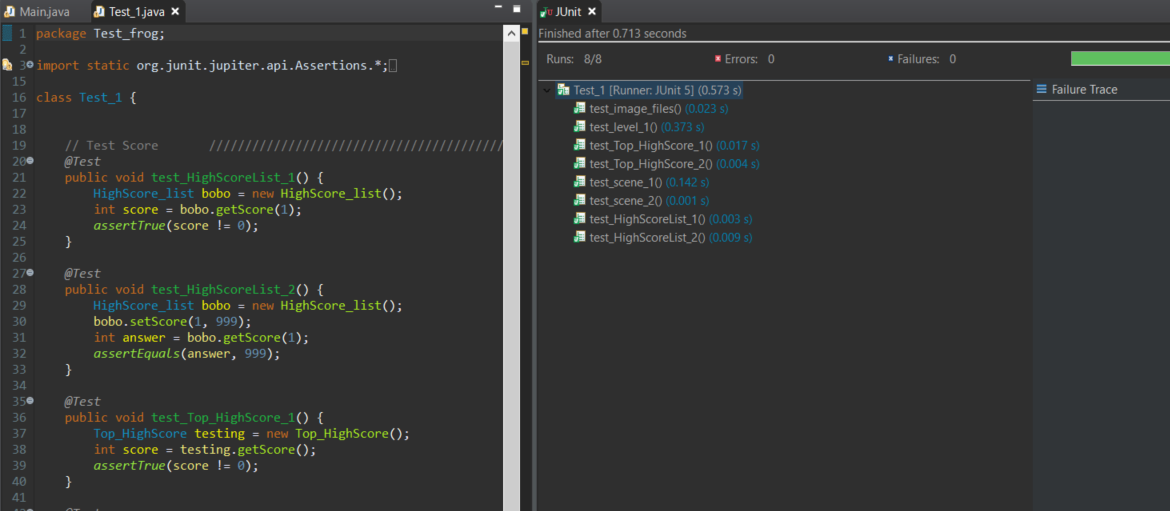 Main.java
Test_1.java
1 package Test_frog;
2
3 import static org.junit.jupiter.api.Assertions.*;
15
16 class Test_1 {
17
18
19 // Test Score ///////////////////////////////////////////
20 @Test
21 public void test_HighScoreList_1() {
22 HighScore_list bobo = new HighScore_list();
23 int score = bobo.getScore(1);
24 assertTrue(score != 0);
25 }
26
27 @Test
28 public void test_HighScoreList_2() {
29 HighScore_list bobo = new HighScore_list();
30 bobo.setScore(1, 999);
31 int answer = bobo.getScore(1);
32 assertEquals(answer, 999);
33 }
34
35 @Test
36 public void test_Top_HighScore_1() {
37 Top_HighScore testing = new Top_HighScore();
38 int score = testing.getScore();
39 assertTrue(score != 0);
40 }
41
JUnit
Finished after 0.713 seconds
Runs: 8/8 Errors: 0 Failures: 0
Test_1 [Runner: JUnit 5] (0.573 s)
test_image_files() (0.023 s)
test_level_1() (0.373 s)
test_Top_HighScore_1() (0.017 s)
test_Top_HighScore_2() (0.004 s)
test_scene_1() (0.142 s)
test_scene_2() (0.001 s)
test_HighScoreList_1() (0.003 s)
test_HighScoreList_2() (0.009 s)
Failure Trace